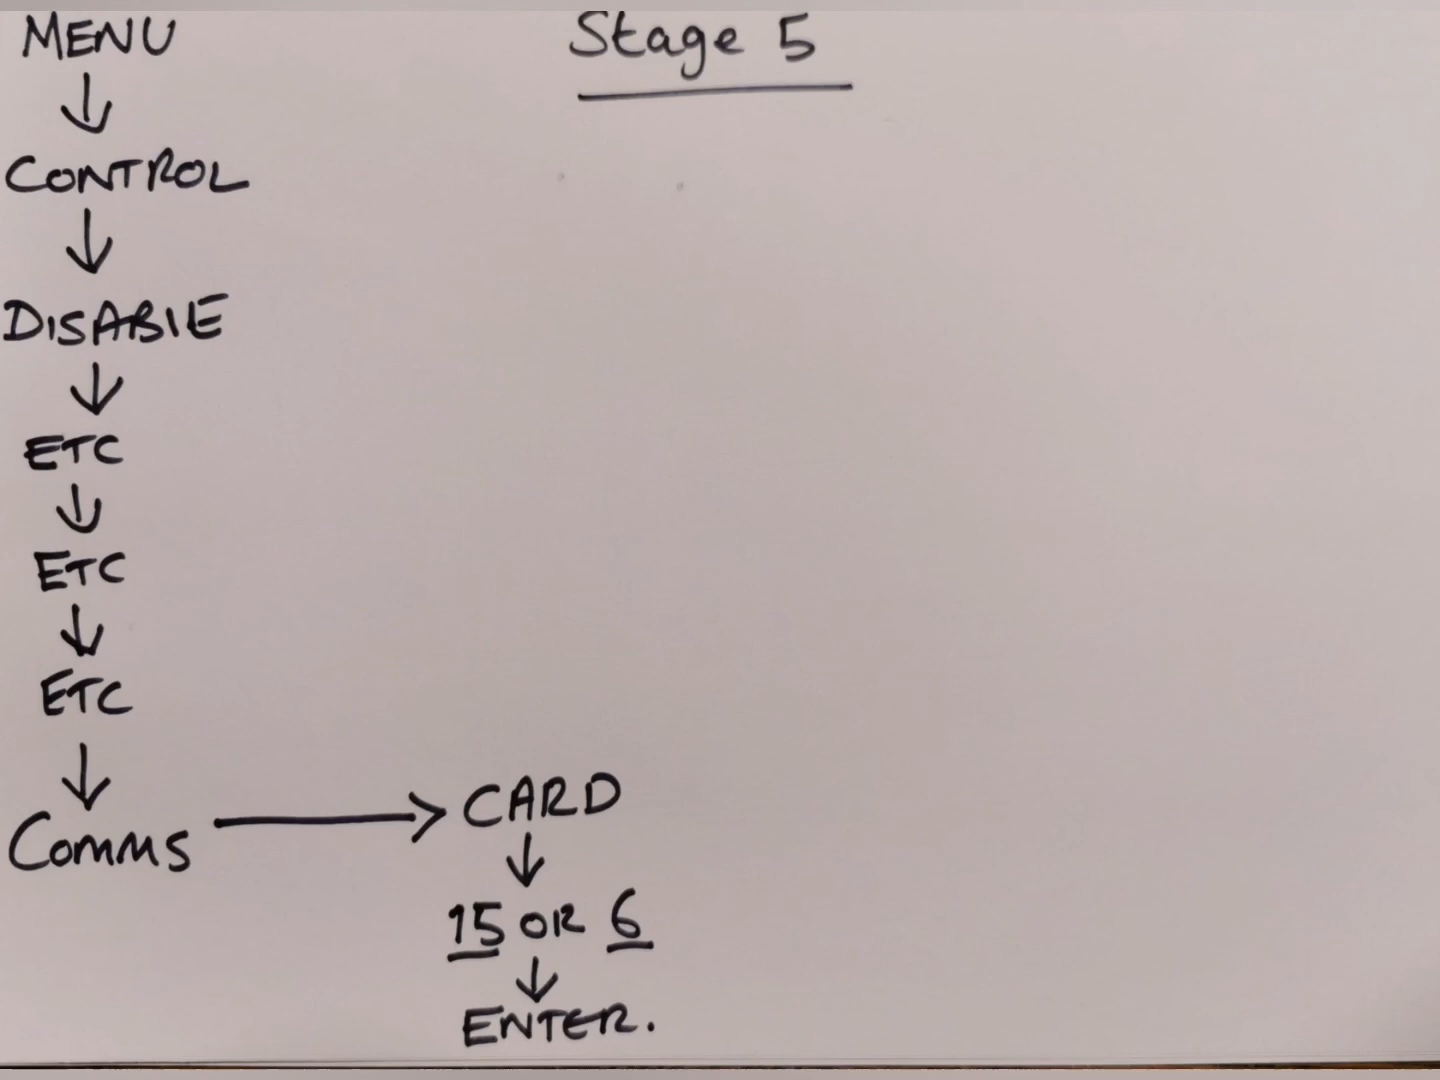 Stage 5
MENU
↓
CONTROL
↓
DISABlE
↓
ETC
↓
ETC
↓
ETC
↓
Comms → CARD
↓
15 OR 6
↓
ENTER.